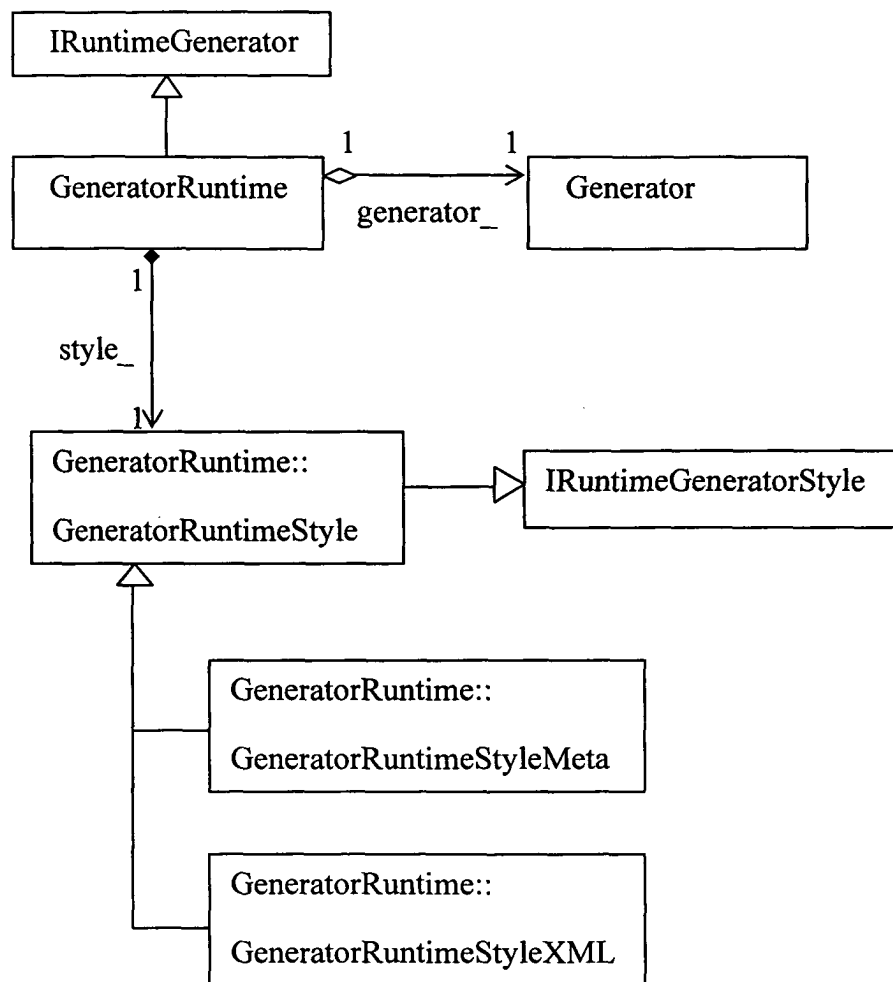 IRuntimeGenerator
1
1
GeneratorRuntime
Generator
generator_
1
style_
1
GeneratorRuntime::
GeneratorRuntimeStyle
IRuntimeGeneratorStyle
GeneratorRuntime::
GeneratorRuntimeStyleMeta
GeneratorRuntime::
GeneratorRuntimeStyleXML